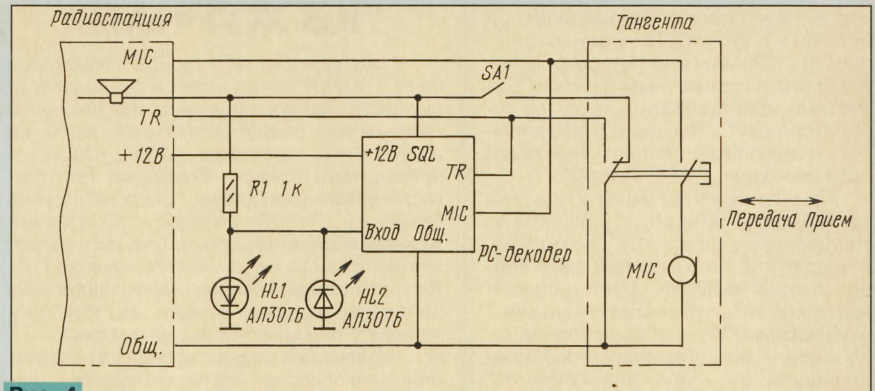 Радиостанция
Тангента
MIC
SA1
TR
+12В
+12В SQL
TR
R1 1к
MIC
Передача Прием
Вход Общ.
РС-декодер
MIC
HL1
АЛ307Б
HL2
АЛ307Б
Общ.